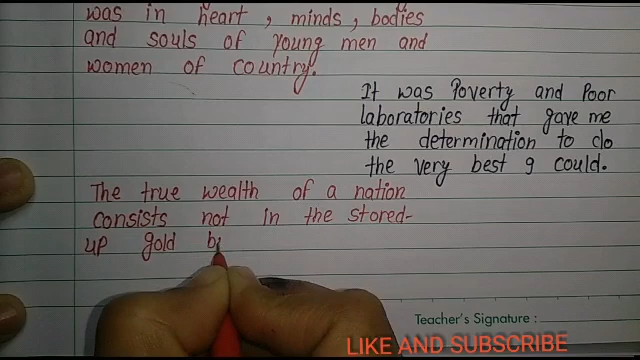 was in heart, minds, bodies
and souls of young men and
women of country.
It was Poverty and Poor
laboratories that gave me
the determination to do
the very best g could.
The true wealth of a nation
consists not in the stored-
up gold b
Teacher's Signature :
LIKE AND SUBSCRIBE